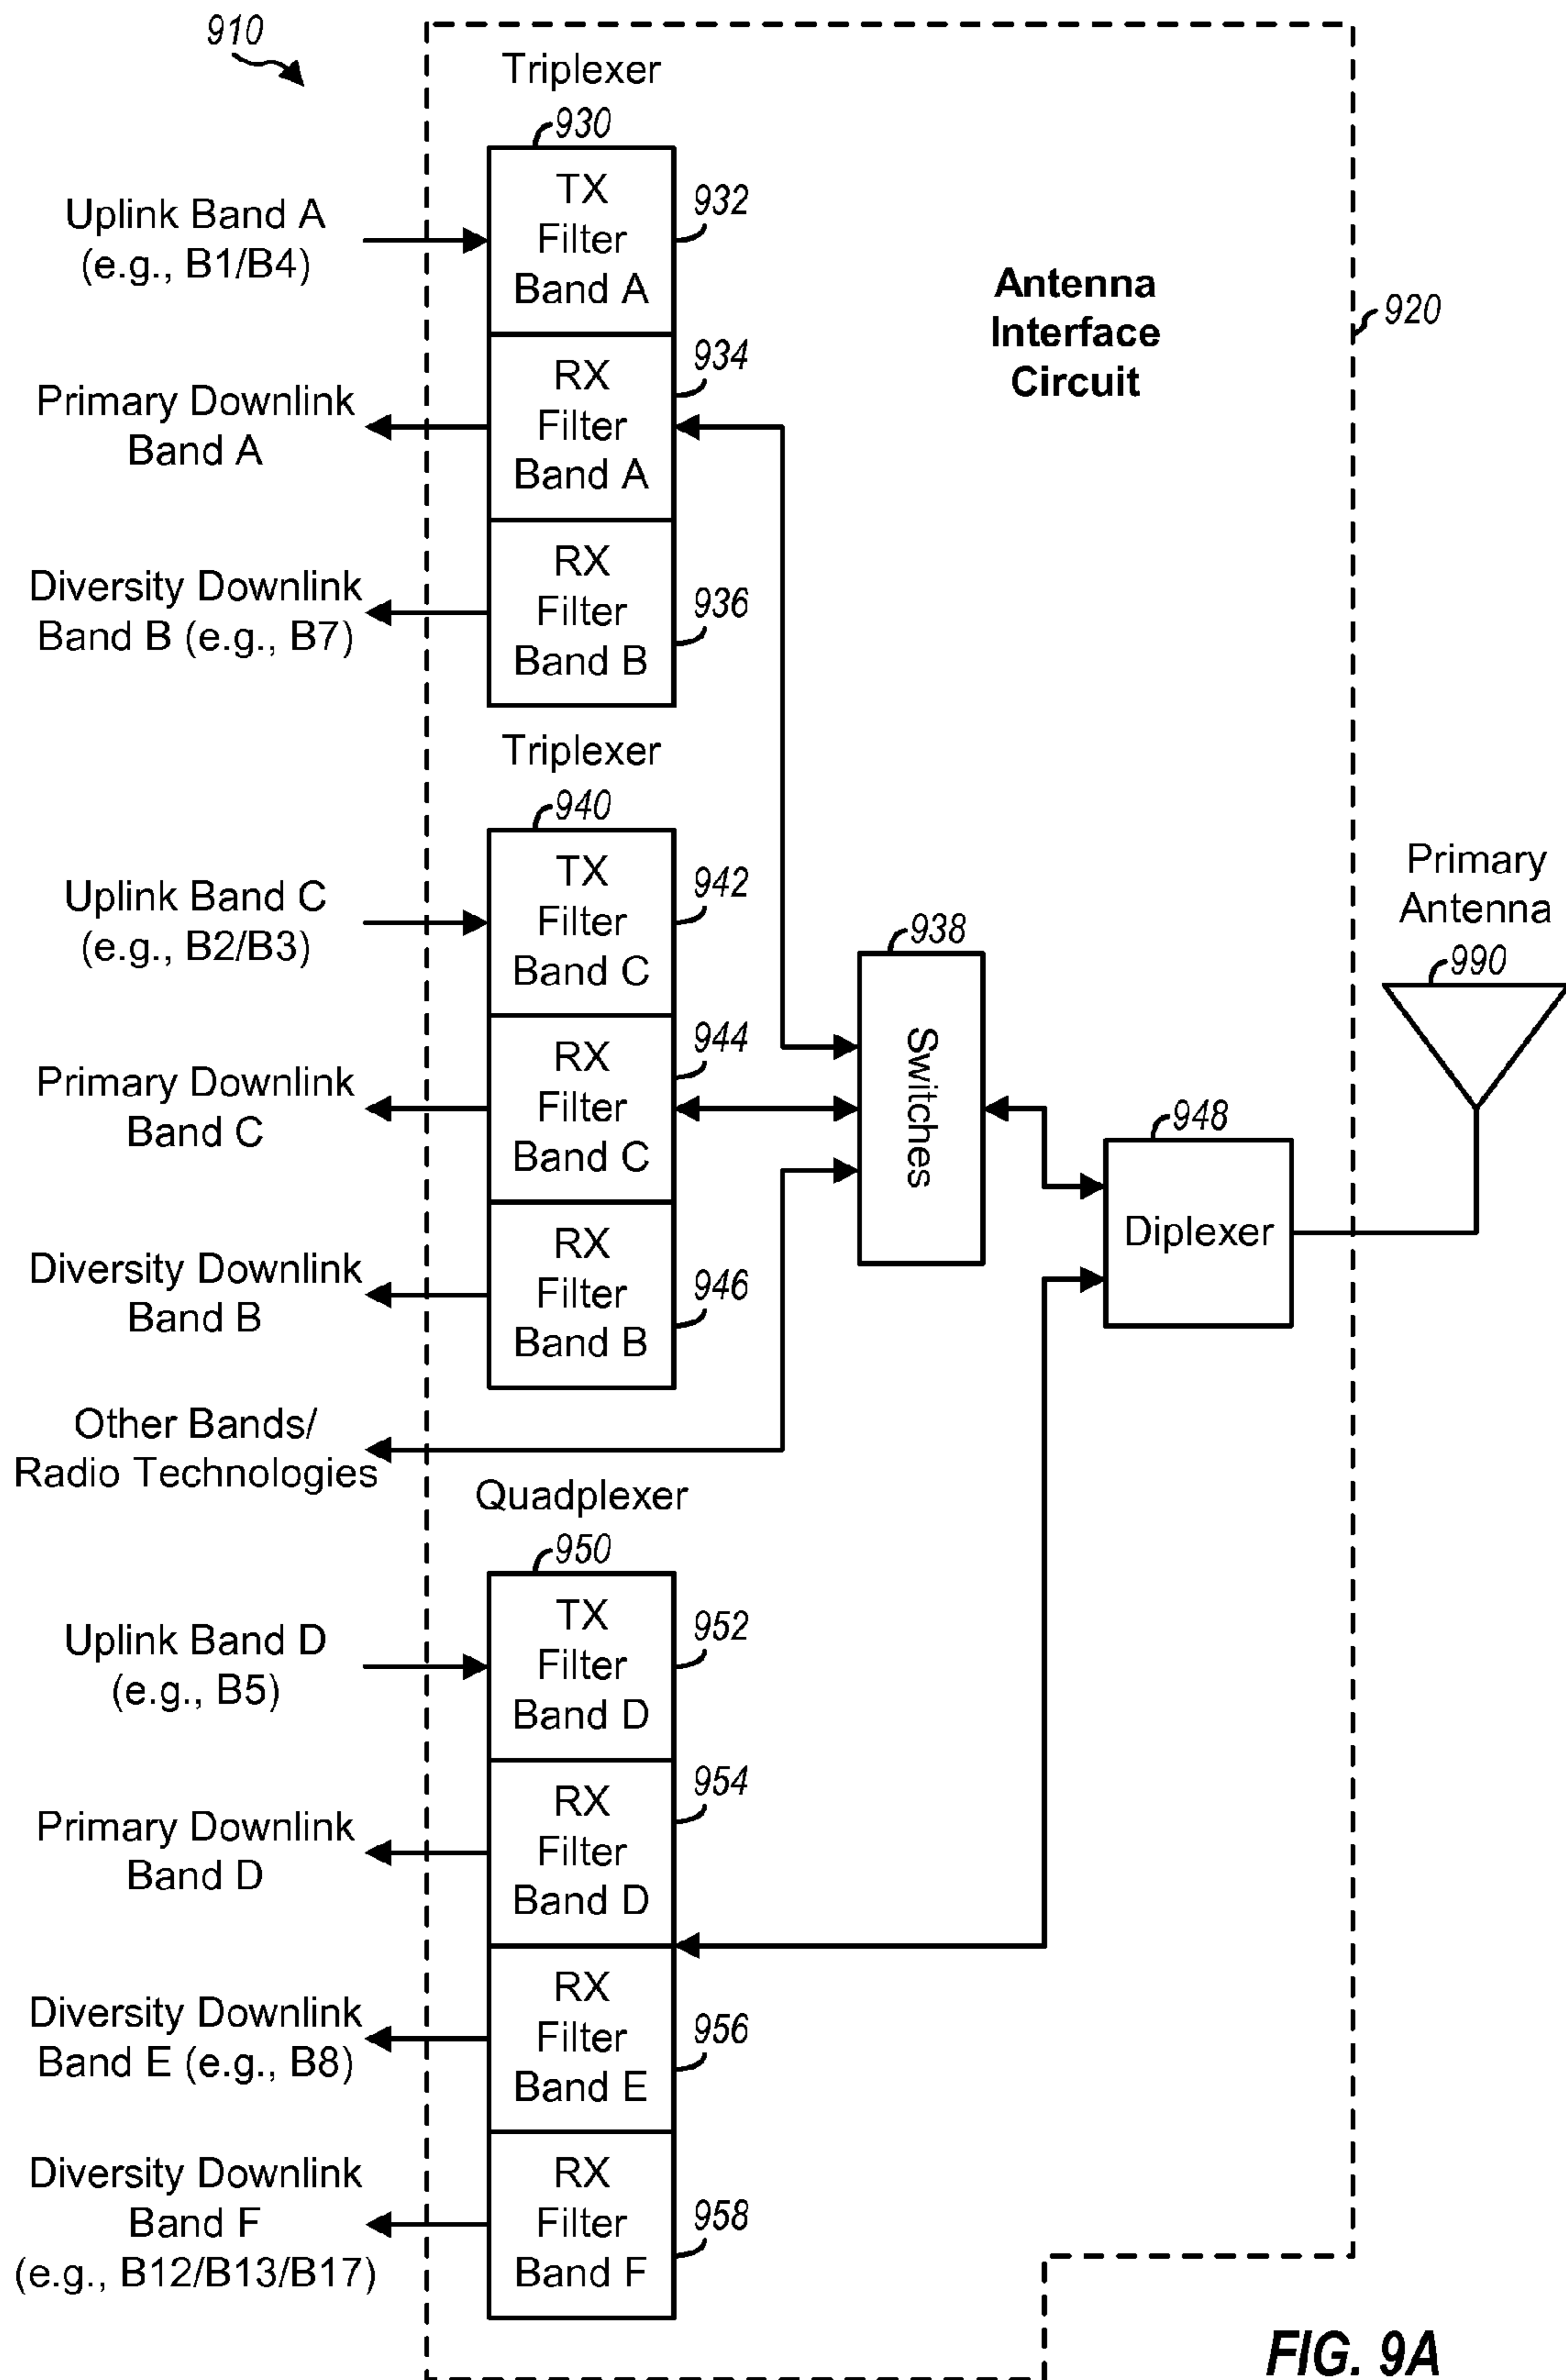 910
Triplexer
930
Uplink Band A
(e.g., B1/B4)
TX
Filter
Band A
932
Antenna
Interface
Circuit
920
Primary Downlink
Band A
RX
Filter
Band A
934
Diversity Downlink
Band B (e.g., B7)
RX
Filter
Band B
936
Triplexer
940
Uplink Band C
(e.g., B2/B3)
TX
Filter
Band C
942
Primary Downlink
Band C
RX
Filter
Band C
944
938
Switches
948
Diplexer
Primary
Antenna
990
Diversity Downlink
Band B
RX
Filter
Band B
946
Other Bands/
Radio Technologies
Quadplexer
950
Uplink Band D
(e.g., B5)
TX
Filter
Band D
952
Primary Downlink
Band D
RX
Filter
Band D
954
Diversity Downlink
Band E (e.g., B8)
RX
Filter
Band E
956
Diversity Downlink
Band F
(e.g., B12/B13/B17)
RX
Filter
Band F
958
FIG. 9A